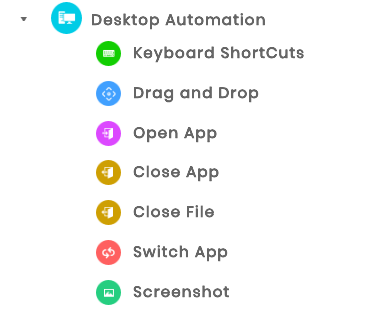 Desktop Automation
Keyboard ShortCuts
Drag and Drop
Open App
Close App
Close File
Switch App
Screenshot